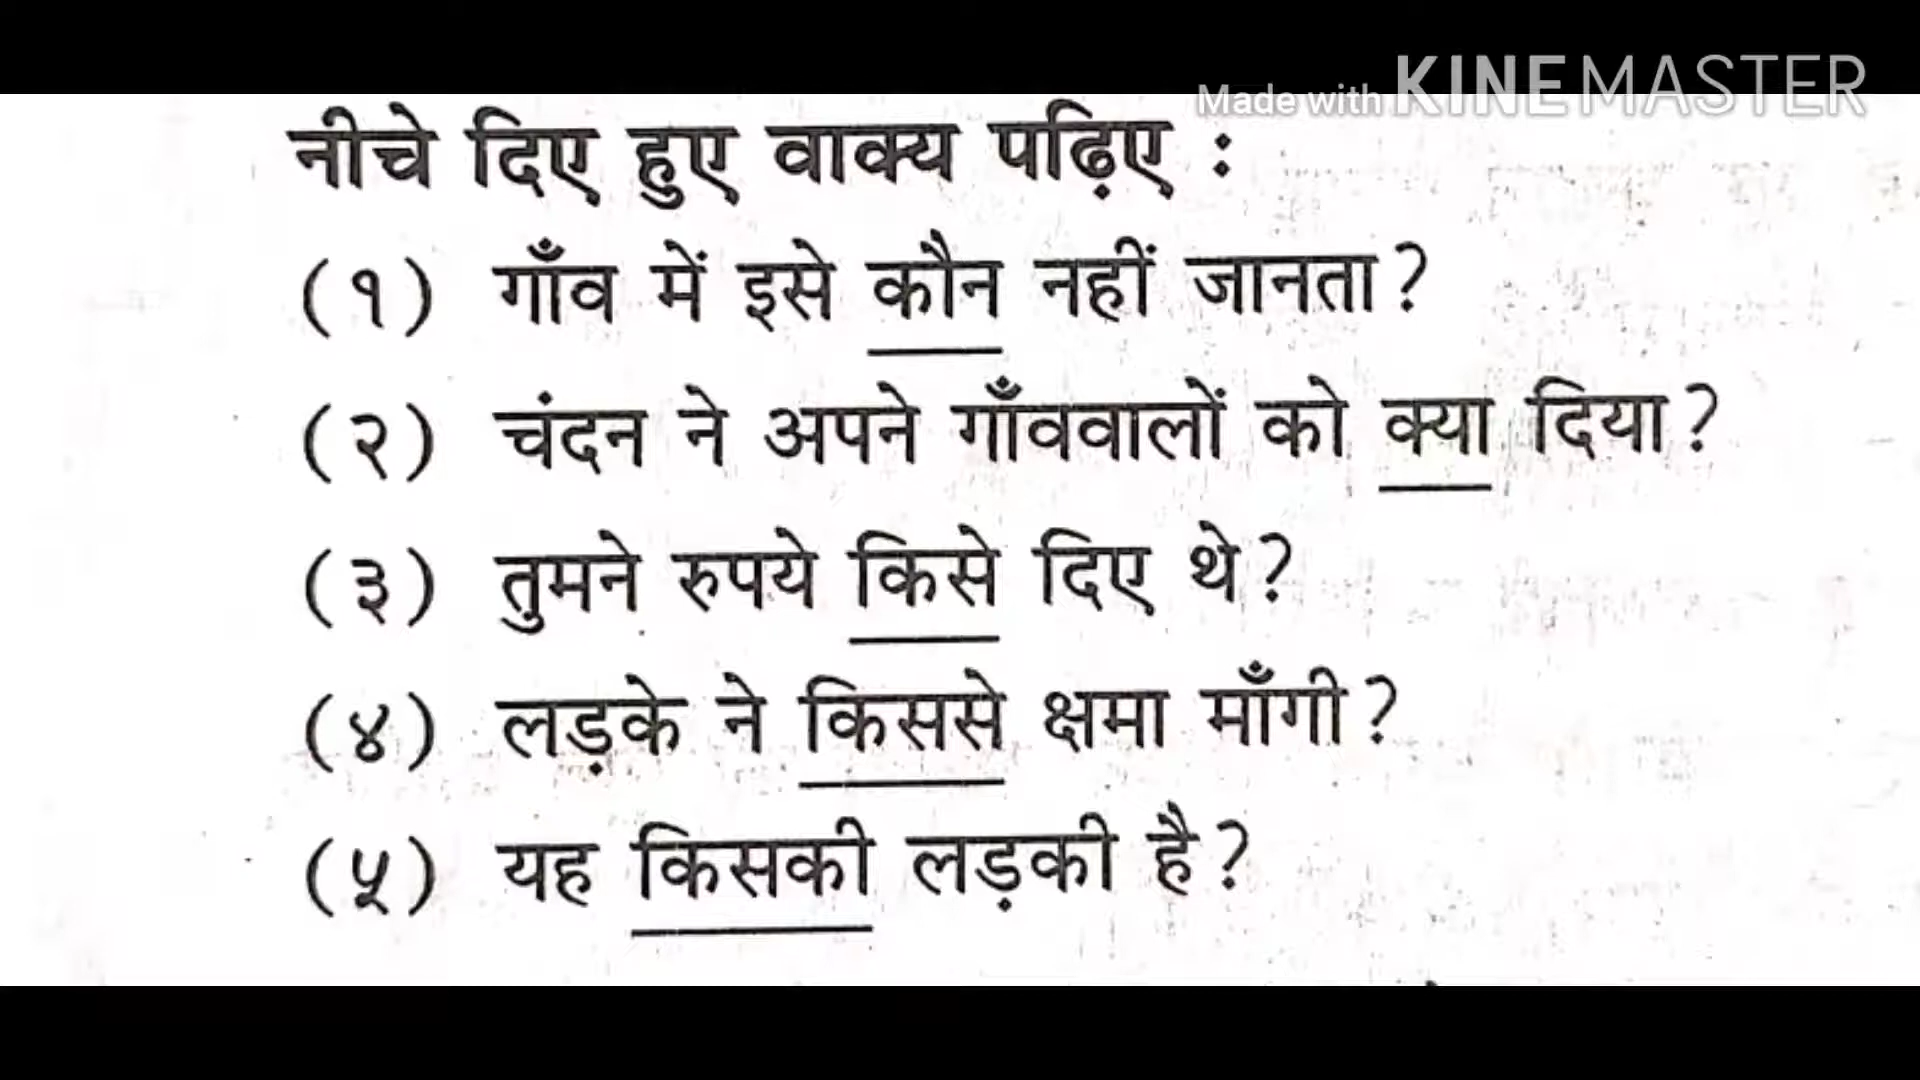 Made with KINEMASTER
नीचे दिए हुए वाक्य पढ़िए :
(१) गाँव में इसे कौन नहीं जानता?
(२) चंदन ने अपने गाँववालों को क्या दिया?
(३) तुमने रुपये किसे दिए थे?
(४) लड़के ने किससे क्षमा माँगी?
(५) यह किसकी लड़की है?